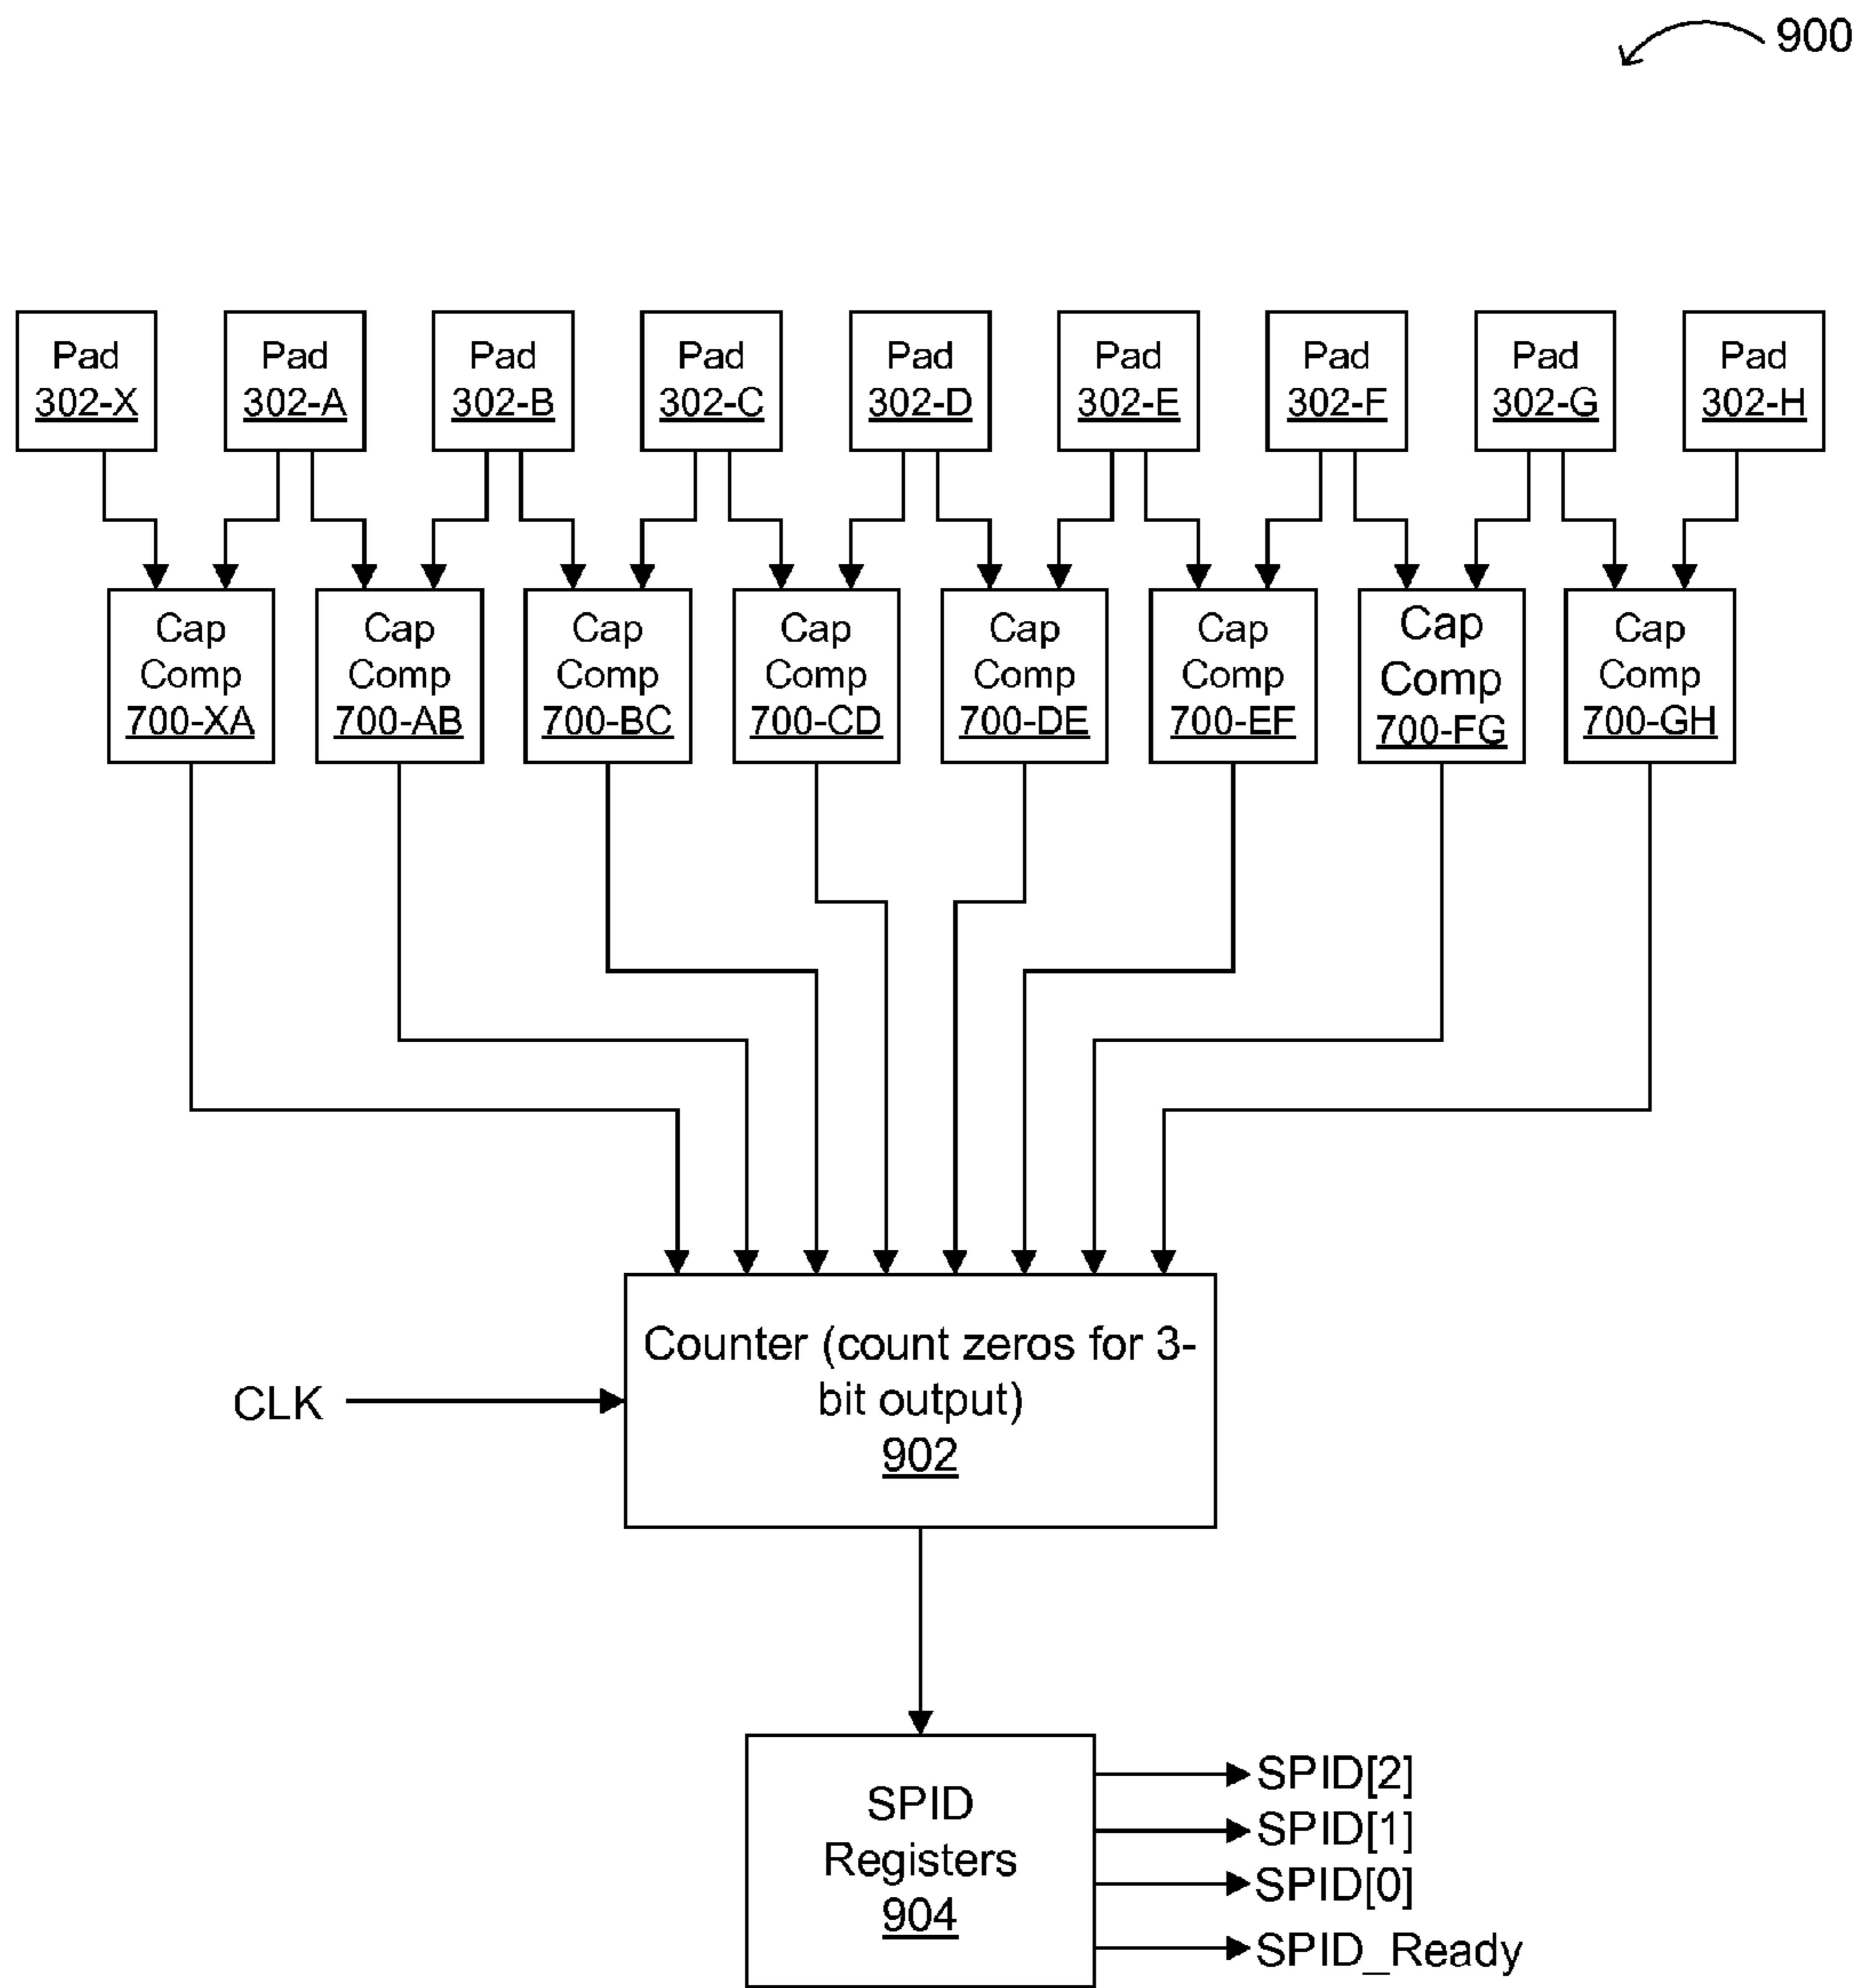 900
Pad
302-X
Pad
302-A
Pad
302-B
Pad
302-C
Pad
302-D
Pad
302-E
Pad
302-F
Pad
302-G
Pad
302-H
Cap
Comp
700-XA
Cap
Comp
700-AB
Cap
Comp
700-BC
Cap
Comp
700-CD
Cap
Comp
700-DE
Cap
Comp
700-EF
Cap
Comp
700-FG
Cap
Comp
700-GH
CLK
Counter (count zeros for 3-
bit output)
902
SPID
Registers
904
SPID[2]
SPID[1]
SPID[0]
SPID_Ready